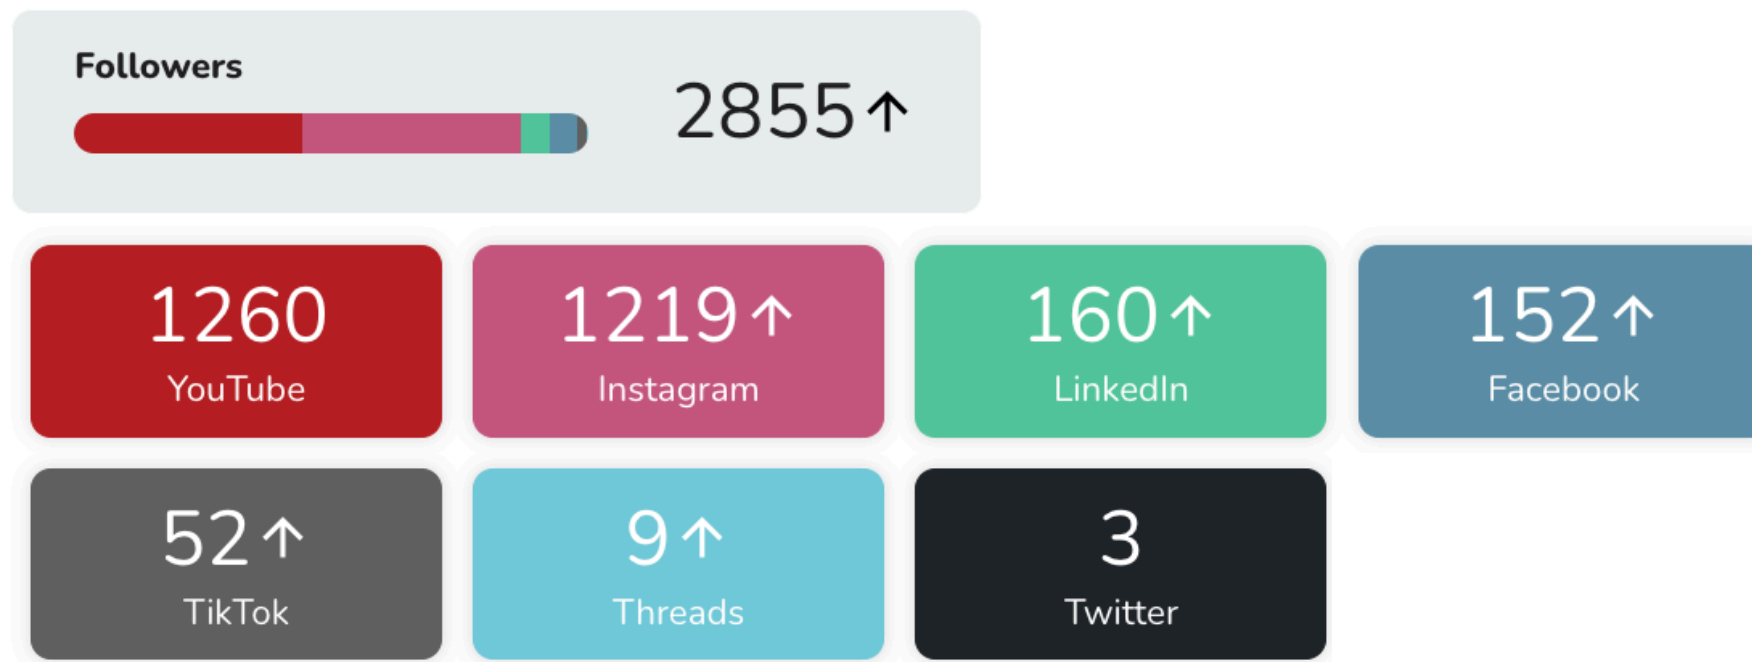 Followers
2855↑
1260
YouTube
1219↑
Instagram
160↑
LinkedIn
152↑
Facebook
52↑
TikTok
9↑
Threads
3
Twitter